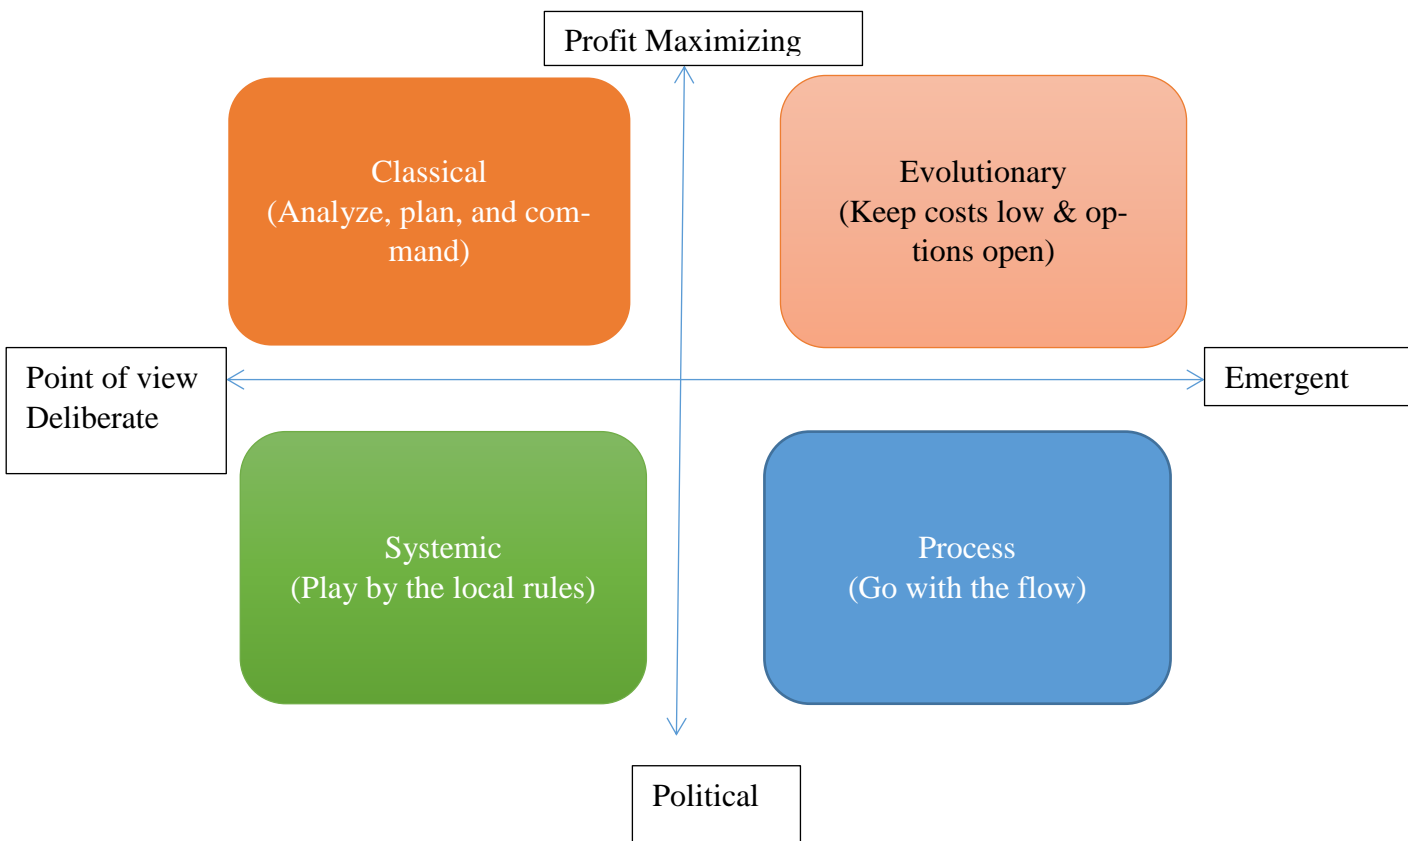 Profit Maximizing
Classical
(Analyze, plan, and com-
mand)
Evolutionary
(Keep costs low & op-
tions open)
Point of view
Deliberate
Emergent
Systemic
(Play by the local rules)
Process
(Go with the flow)
Political